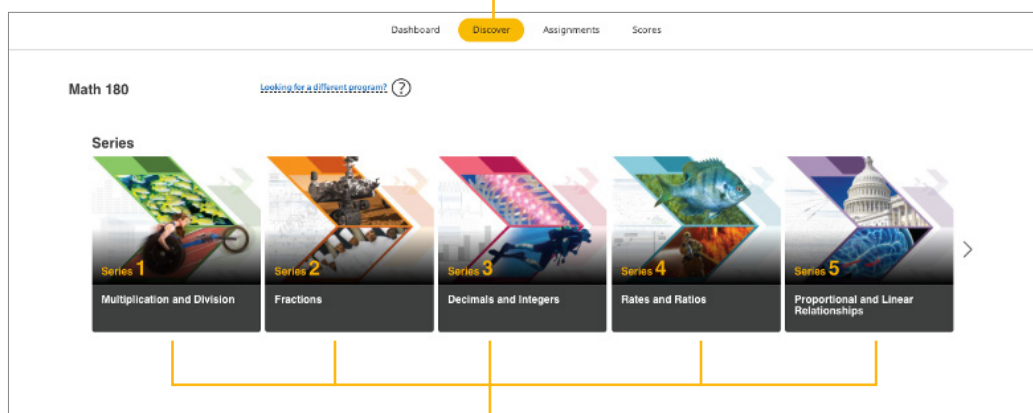 Dashboard Discover Assignments Scores
Math 180 Looking for a different program? ?
Series
Series 1
Multiplication and Division
Series 2
Fractions
Series 3
Decimals and Integers
Series 4
Rates and Ratios
Series 5
Proportional and Linear
Relationships